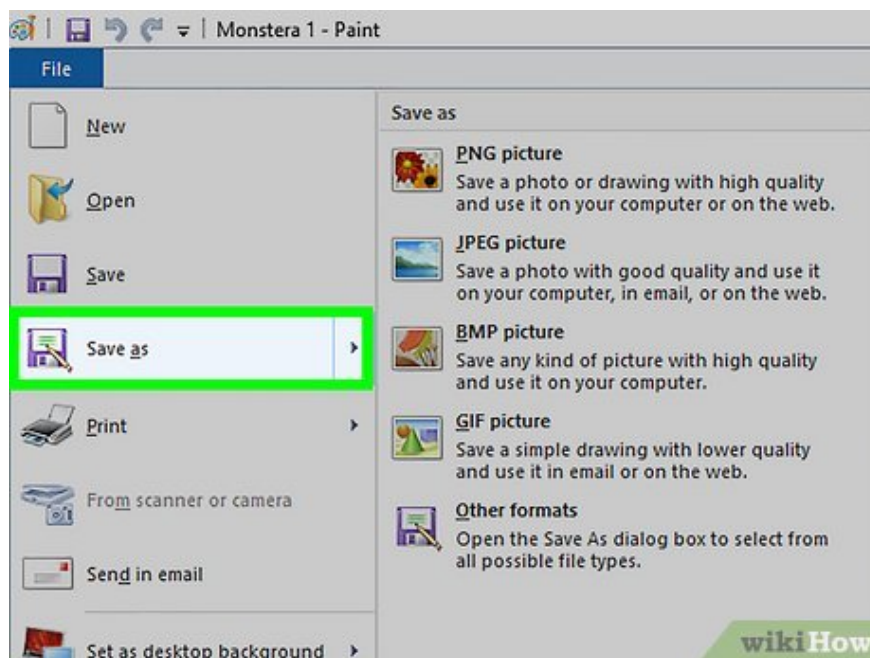 Monstera 1 - Paint
File
New
Open
Save
Save as
Print
From scanner or camera
Send in email
Set as desktop background
Save as
PNG picture
Save a photo or drawing with high quality
and use it on your computer or on the web.
JPEG picture
Save a photo with good quality and use it
on your computer, in email, or on the web.
BMP picture
Save any kind of picture with high quality
and use it on your computer.
GIF picture
Save a simple drawing with lower quality
and use it in email or on the web.
Other formats
Open the Save As dialog box to select from
all possible file types.
wikiHow